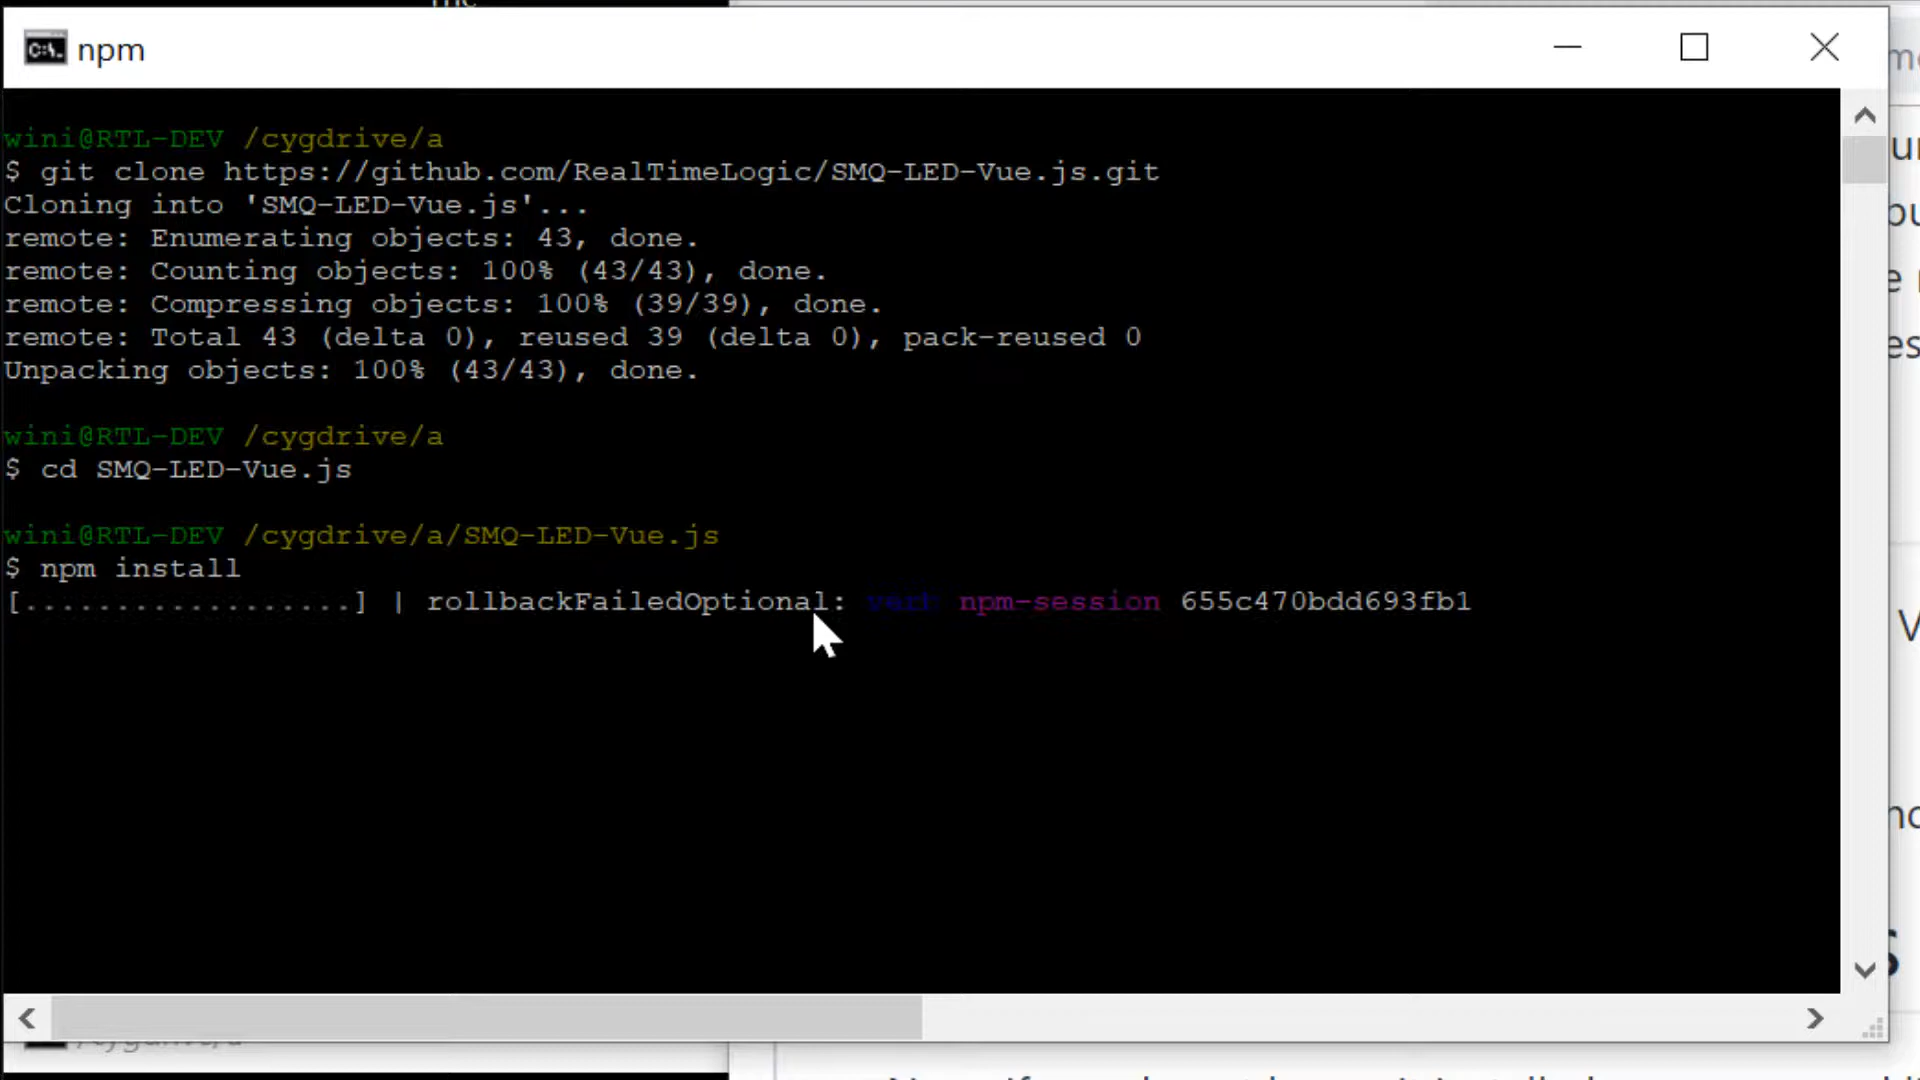 npm
wini@RTL-DEV /cygdrive/a
$ git clone https://github.com/RealTimeLogic/SMQ-LED-Vue.js.git
Cloning into 'SMQ-LED-Vue.js'...
remote: Enumerating objects: 43, done.
remote: Counting objects: 100% (43/43), done.
remote: Compressing objects: 100% (39/39), done.
remote: Total 43 (delta 0), reused 39 (delta 0), pack-reused 0
Unpacking objects: 100% (43/43), done.
wini@RTL-DEV /cygdrive/a
$ cd SMQ-LED-Vue.js
wini@RTL-DEV /cygdrive/a/SMQ-LED-Vue.js
$ npm install
[..................] | rollbackFailedOptional: verb npm-session 655c470bdd693fb1